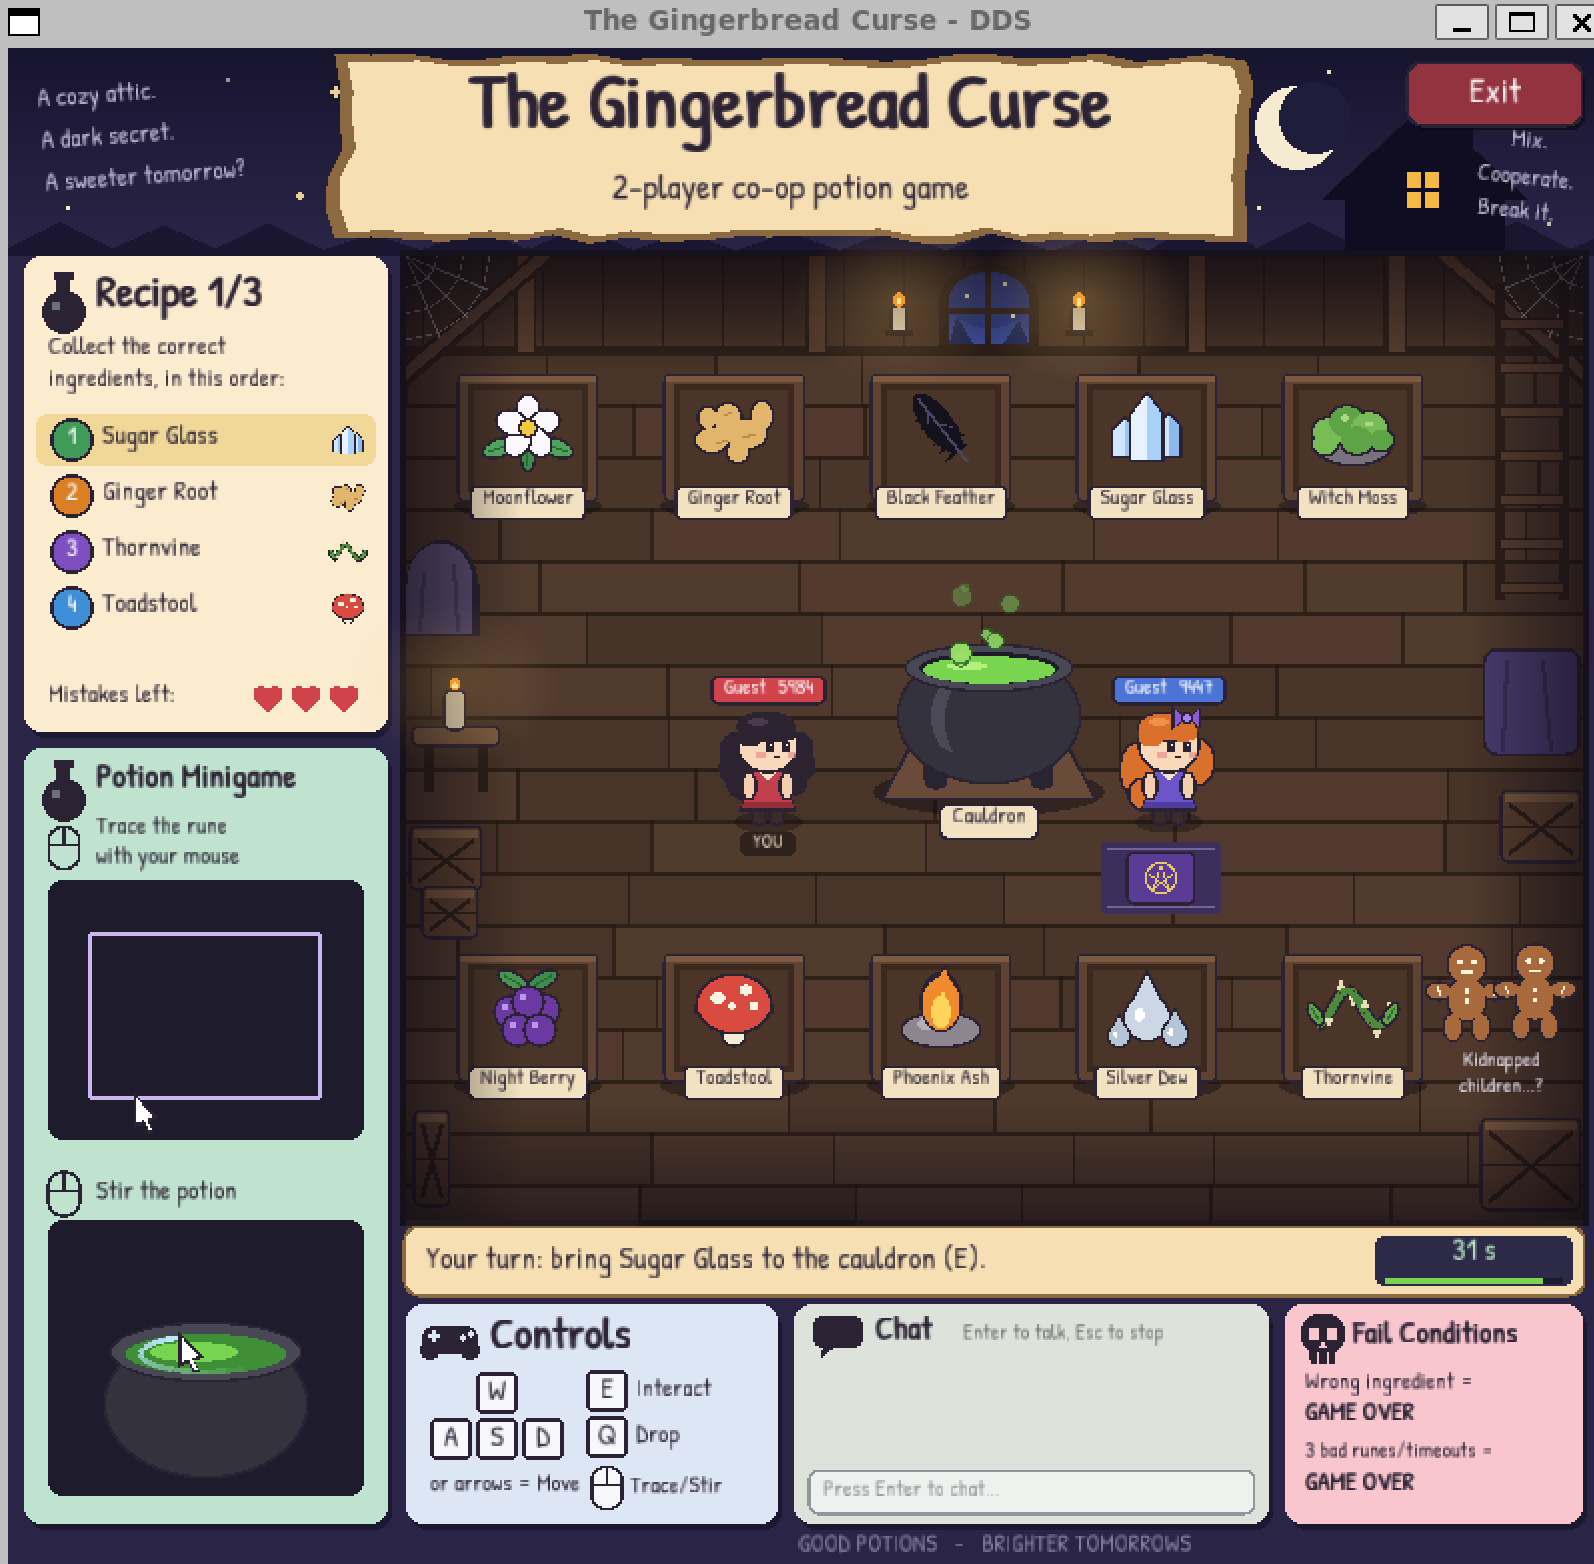 The Gingerbread Curse - DDS
A cozy attic.
A dark secret.
A sweeter tomorrow?
The Gingerbread Curse
2-player co-op potion game
Exit
Mix.
Cooperate.
Break it.
Recipe 1/3
Collect the correct
ingredients, in this order:
1 Sugar Glass
2 Ginger Root
3 Thornvine
4 Toadstool
Mistakes left:
Potion Minigame
Trace the rune
with your mouse
Stir the potion
Moonflower
Ginger Root
Black Feather
Sugar Glass
Witch Moss
Guest 5984
Guest 9447
YOU
Cauldron
Night Berry
Toadstool
Phoenix Ash
Silver Dew
Thornvine
Kidnapped
children...?
Your turn: bring Sugar Glass to the cauldron (E).
31 s
Controls
W
E Interact
A S D
Q Drop
or arrows = Move
Trace/Stir
Chat
Enter to talk, Esc to stop
Press Enter to chat...
Fail Conditions
Wrong ingredient =
GAME OVER
3 bad runes/timeouts =
GAME OVER
GOOD POTIONS - BRIGHTER TOMORROWS